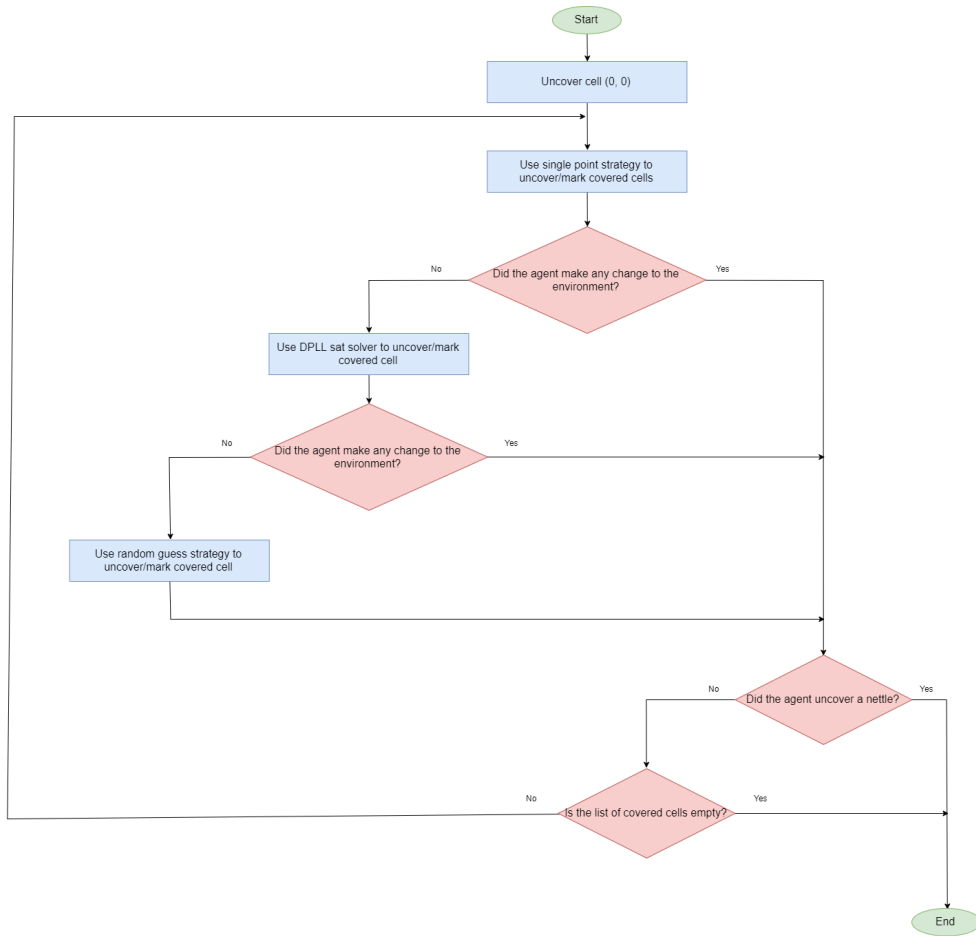 Start
Uncover cell (0, 0)
Use single point strategy to
uncover/mark covered cells
No
Yes
Did the agent make any change to the
environment?
Use DPLL sat solver to uncover/mark
covered cell
No
Yes
Did the agent make any change to the
environment?
Use random guess strategy to
uncover/mark covered cell
No
Yes
Did the agent uncover a nettle?
No
Yes
Is the list of covered cells empty?
End